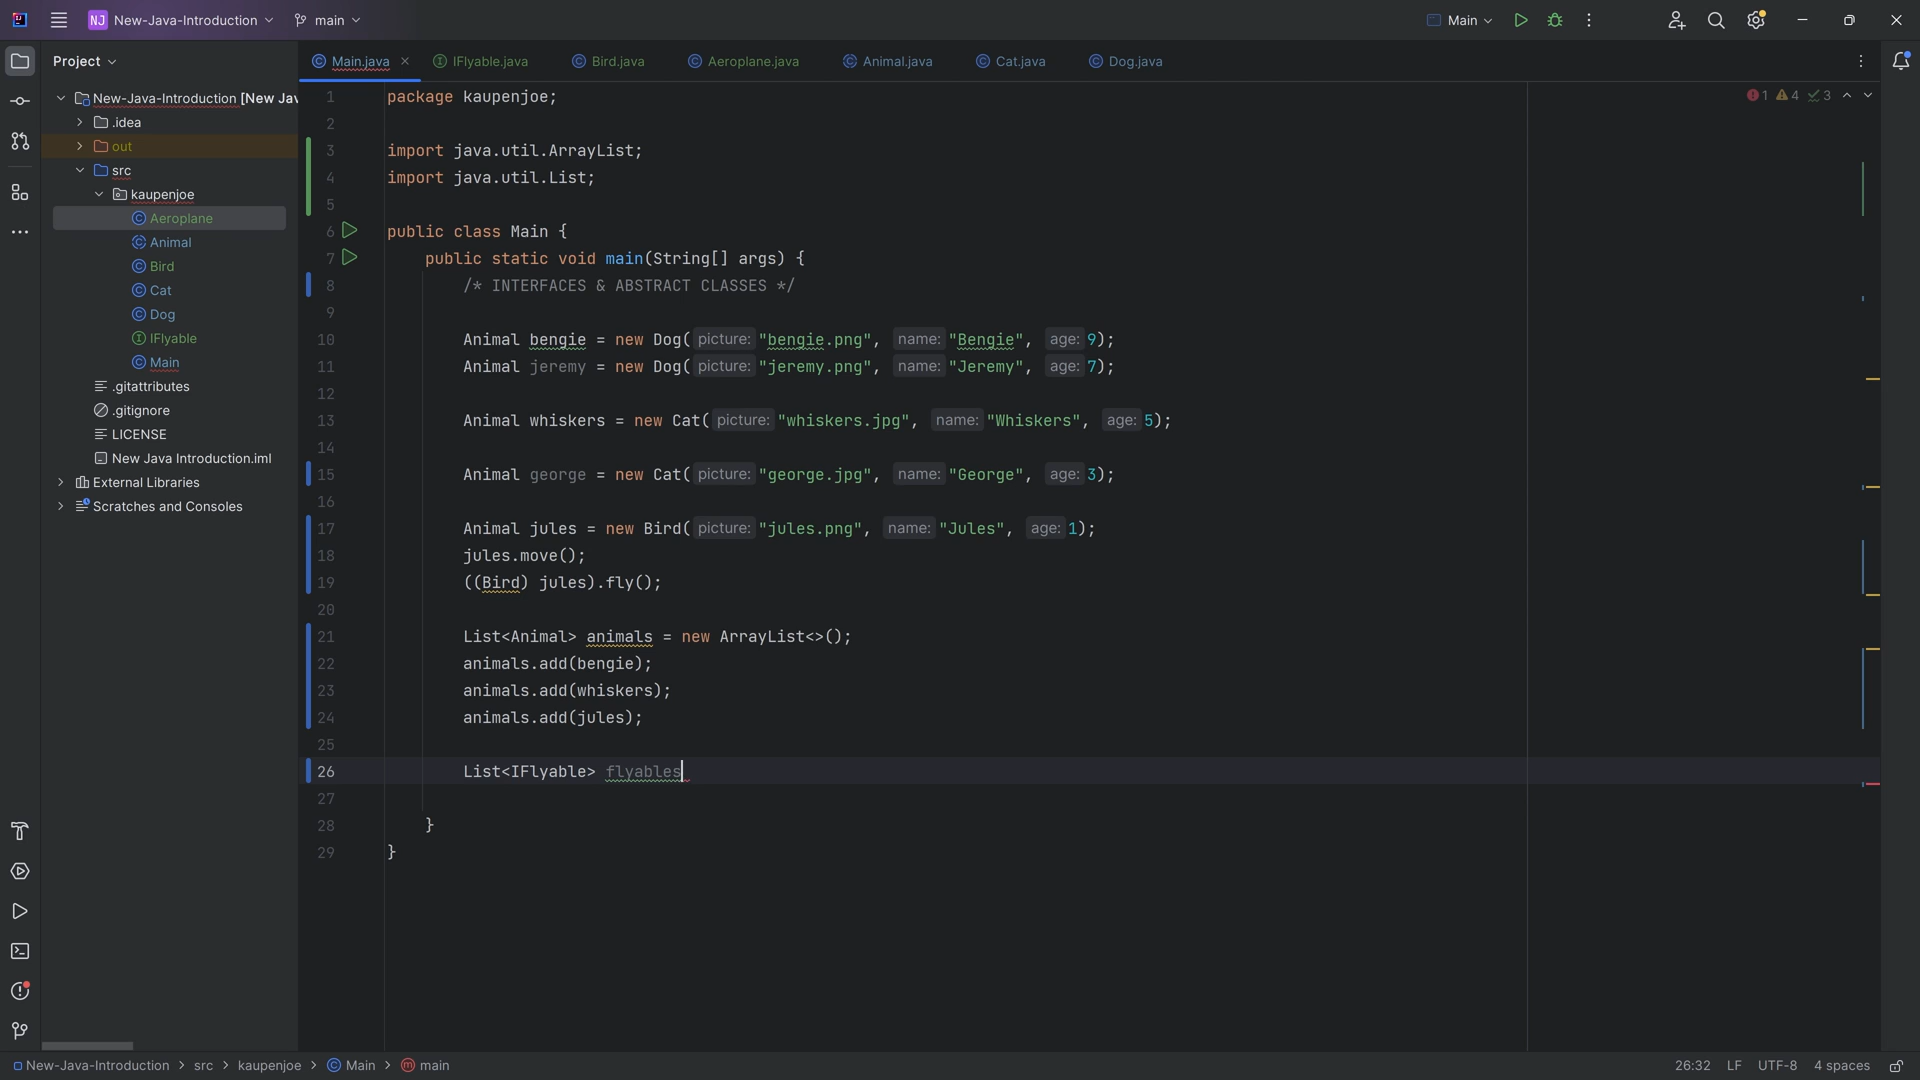 NJ New-Java-Introduction main Main
Project
Main.java IFlyable.java Bird.java Aeroplane.java Animal.java Cat.java Dog.java
New-Java-Introduction [New Jav
.idea
out
src
kaupenjoe
Aeroplane
Animal
Bird
Cat
Dog
IFlyable
Main
.gitattributes
.gitignore
LICENSE
New Java Introduction.iml
External Libraries
Scratches and Consoles
1 4 3
1 package kaupenjoe;
2
3 import java.util.ArrayList;
4 import java.util.List;
5
6 public class Main {
7 public static void main(String[] args) {
8 /* INTERFACES & ABSTRACT CLASSES */
9
10 Animal bengie = new Dog( picture: "bengie.png", name: "Bengie", age: 9);
11 Animal jeremy = new Dog( picture: "jeremy.png", name: "Jeremy", age: 7);
12
13 Animal whiskers = new Cat( picture: "whiskers.jpg", name: "Whiskers", age: 5);
14
15 Animal george = new Cat( picture: "george.jpg", name: "George", age: 3);
16
17 Animal jules = new Bird( picture: "jules.png", name: "Jules", age: 1);
18 jules.move();
19 ((Bird) jules).fly();
20
21 List<Animal> animals = new ArrayList<>();
22 animals.add(bengie);
23 animals.add(whiskers);
24 animals.add(jules);
25
26 List<IFlyable> flyables
27
28 }
29 }
New-Java-Introduction > src > kaupenjoe > Main > main 26:32 LF UTF-8 4 spaces